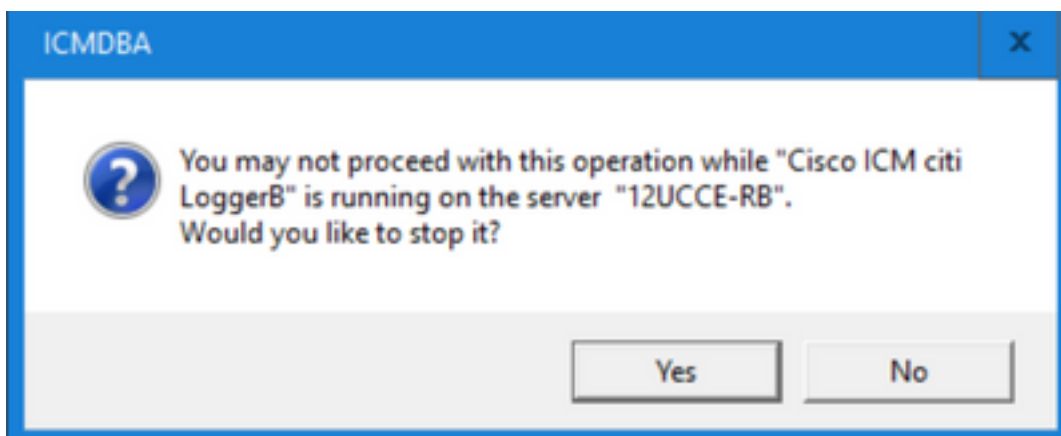 ICMDBA
You may not proceed with this operation while "Cisco ICM citi
LoggerB" is running on the server  "12UCCE-RB".
Would you like to stop it?
Yes
No